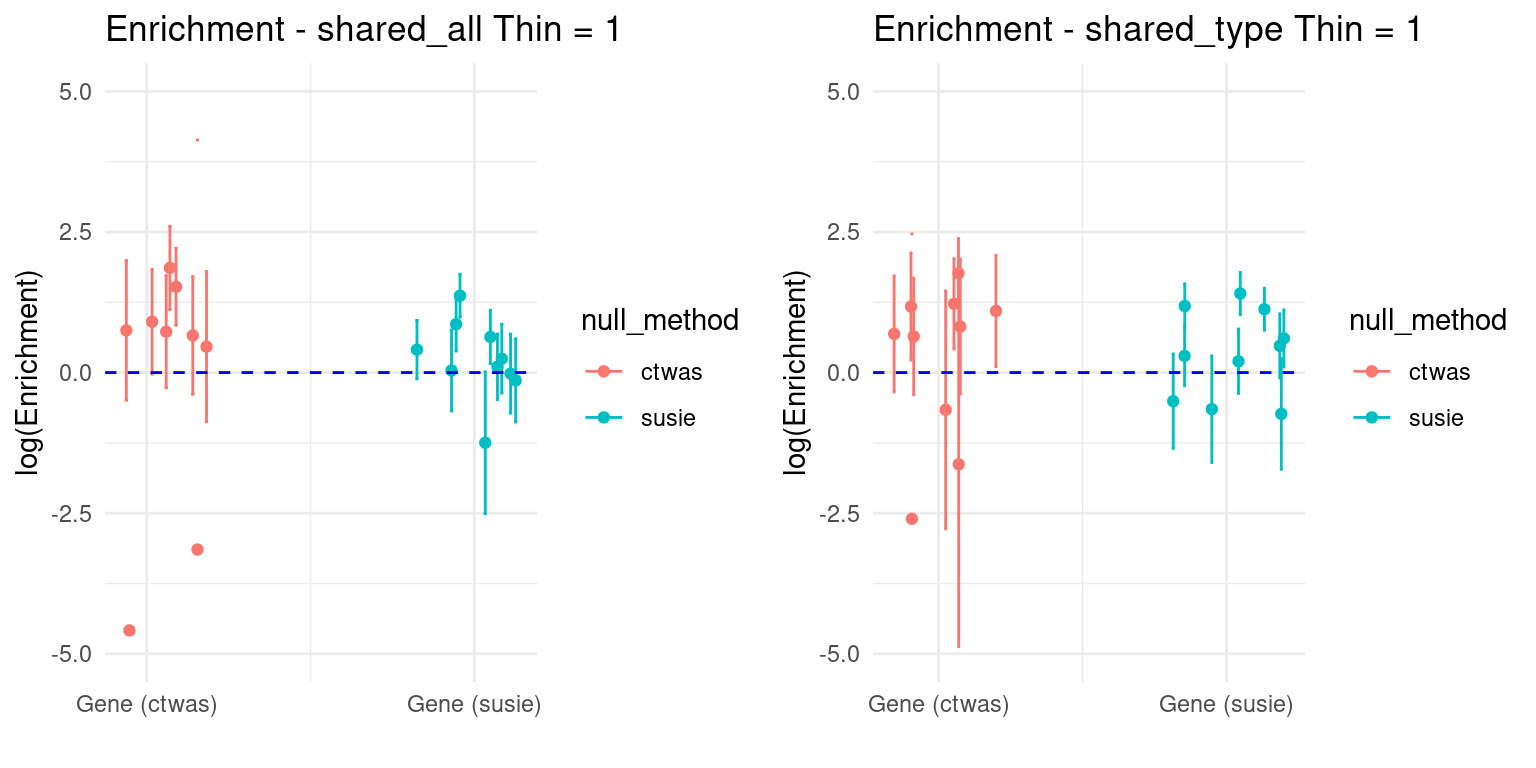 Enrichment - shared_all Thin = 1
log(Enrichment)
5.0
2.5
0.0
-2.5
-5.0
Gene (ctwas)
Gene (susie)
null_method
ctwas
susie
Enrichment - shared_type Thin = 1
log(Enrichment)
5.0
2.5
0.0
-2.5
-5.0
Gene (ctwas)
Gene (susie)
null_method
ctwas
susie